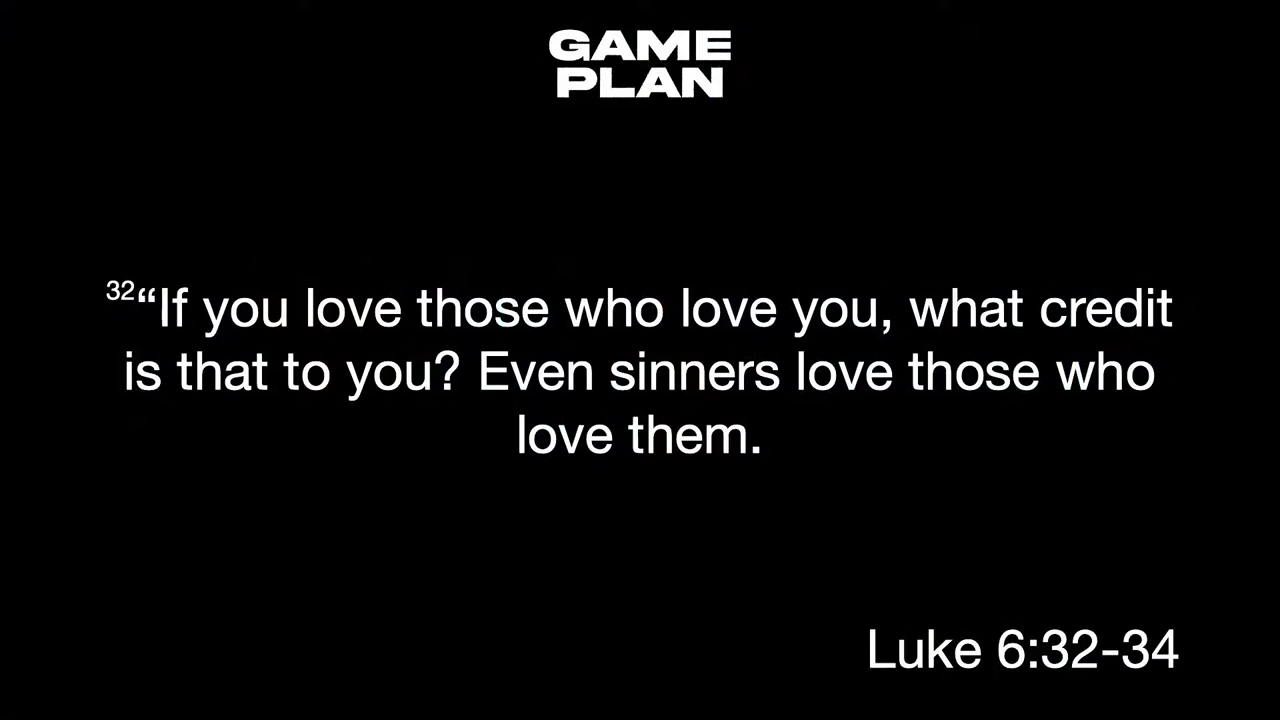 GAME
PLAN
32“If you love those who love you, what credit
is that to you? Even sinners love those who
love them.
Luke 6:32-34